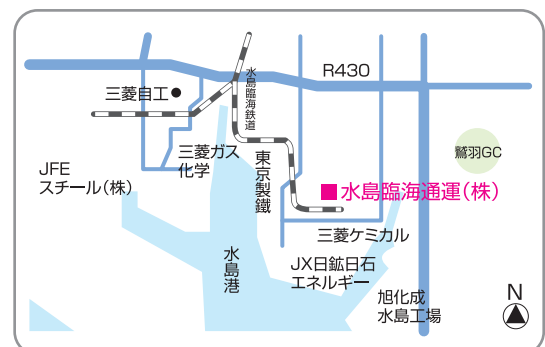 R430
三菱自工
水島臨海鉄道
鷲羽GC
三菱ガス
化学
東京製鐵
JFE
スチール(株)
■水島臨海通運(株)
三菱ケミカル
水島港
JX日鉱日石
エネルギー
旭化成
水島工場
N